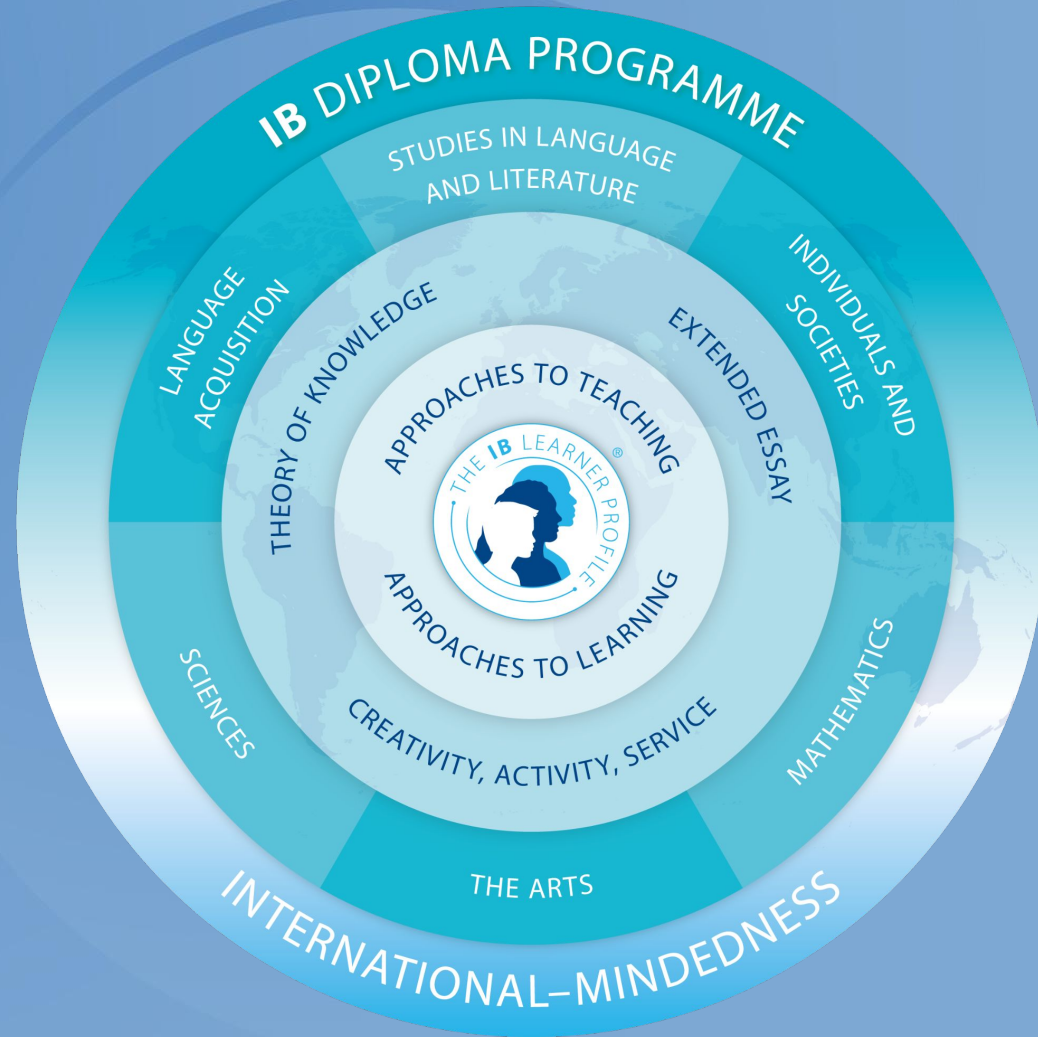 IB DIPLOMA PROGRAMME
STUDIES IN LANGUAGE
AND LITERATURE
LANGUAGE
ACQUISITION
INDIVIDUALS AND
SOCIETIES
THEORY OF KNOWLEDGE
EXTENDED ESSAY
APPROACHES TO TEACHING
THE IB LEARNER PROFILE ®
APPROACHES TO LEARNING
SCIENCES
MATHEMATICS
CREATIVITY, ACTIVITY, SERVICE
THE ARTS
INTERNATIONAL–MINDEDNESS